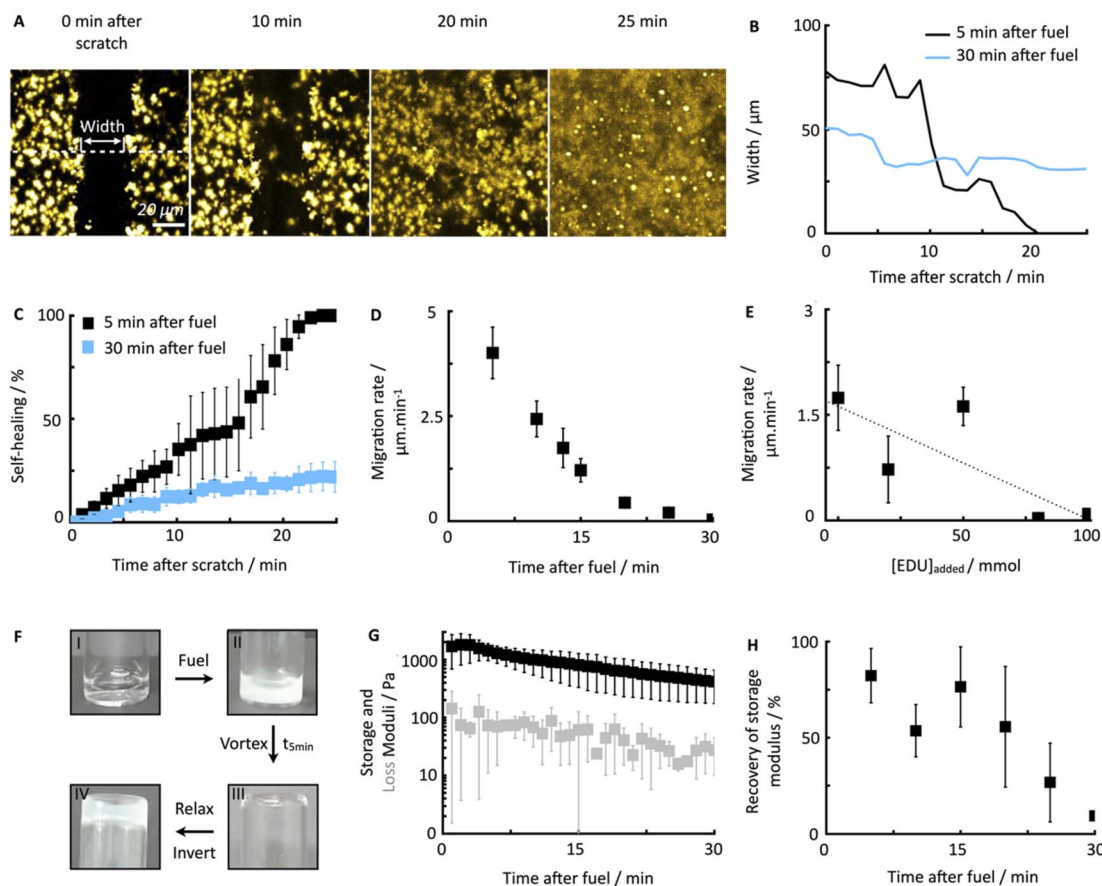 A
0 min after
scratch
10 min
20 min
25 min
Width
20 µm
B
5 min after fuel
30 min after fuel
100
50
0
Width / µm
0
10
20
Time after scratch / min
C
5 min after fuel
30 min after fuel
100
50
0
Self-healing / %
0
10
20
Time after scratch / min
D
5
2.5
0
Migration rate /
µm.min⁻¹
0
15
30
Time after fuel / min
E
3
1.5
0
Migration rate /
µm.min⁻¹
0
50
100
[EDU]added / mmol
F
I
Fuel
II
Vortex
t5min
III
Relax
Invert
IV
G
1000
100
10
0
Storage and
Loss Moduli / Pa
0
15
30
Time after fuel / min
H
100
50
0
Recovery of storage
modulus / %
0
15
30
Time after fuel / min